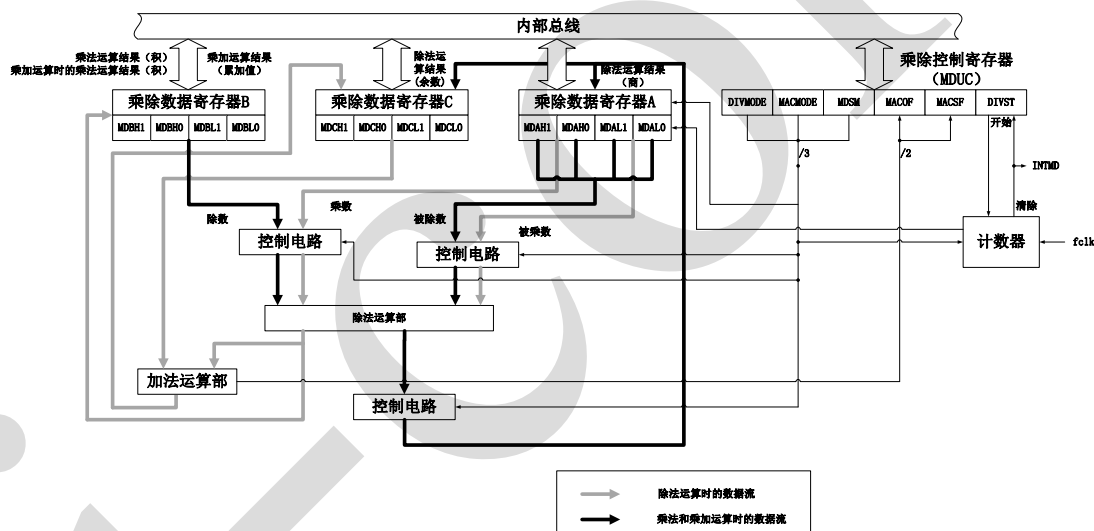 内部总线
乘法运算结果（积）
乘加运算时的乘法运算结果（积）
乘加运算结果
（累加值）
除法运
算结果
(余数)
除法运算结果
（商）
乘除控制寄存器
（MDUC）
乘除数据寄存器B
MDBH1 MDBH0 MDBL1 MDBL0
乘除数据寄存器C
MDCH1 MDCH0 MDCL1 MDCL0
乘除数据寄存器A
MDAH1 MDAH0 MDAL1 MDAL0
DIVMODE MACMODE MDSM MACOF MACSF DIVST
开始
/3
/2
INTMD
清除
除数
乘数
被除数
被乘数
控制电路
控制电路
计数器
fclk
除法运算部
加法运算部
控制电路
除法运算时的数据流
乘法和乘加运算时的数据流